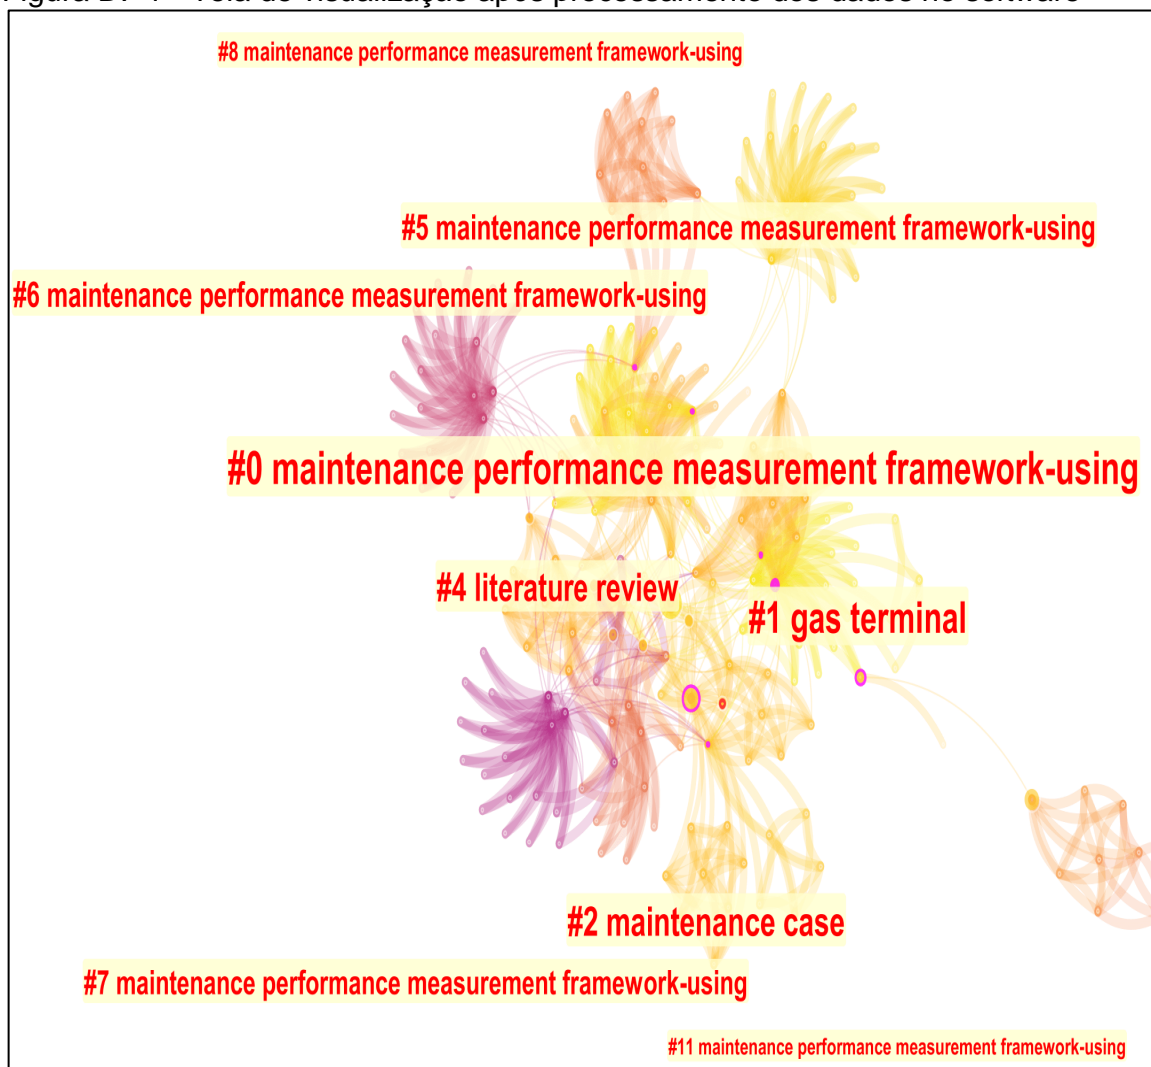 #8 maintenance performance measurement framework-using
#5 maintenance performance measurement framework-using
#6 maintenance performance measurement framework-using
#0 maintenance performance measurement framework-using
#4 literature review
#1 gas terminal
#2 maintenance case
#7 maintenance performance measurement framework-using
#11 maintenance performance measurement framework-using